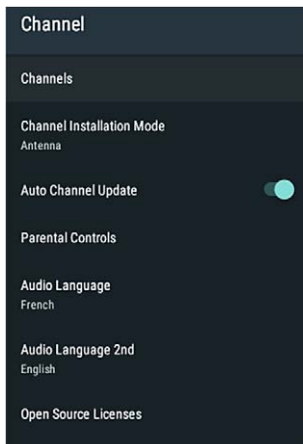 Channel
Channels
Channel Installation Mode
Antenna
Auto Channel Update
Parental Controls
Audio Language
French
Audio Language 2nd
English
Open Source Licenses